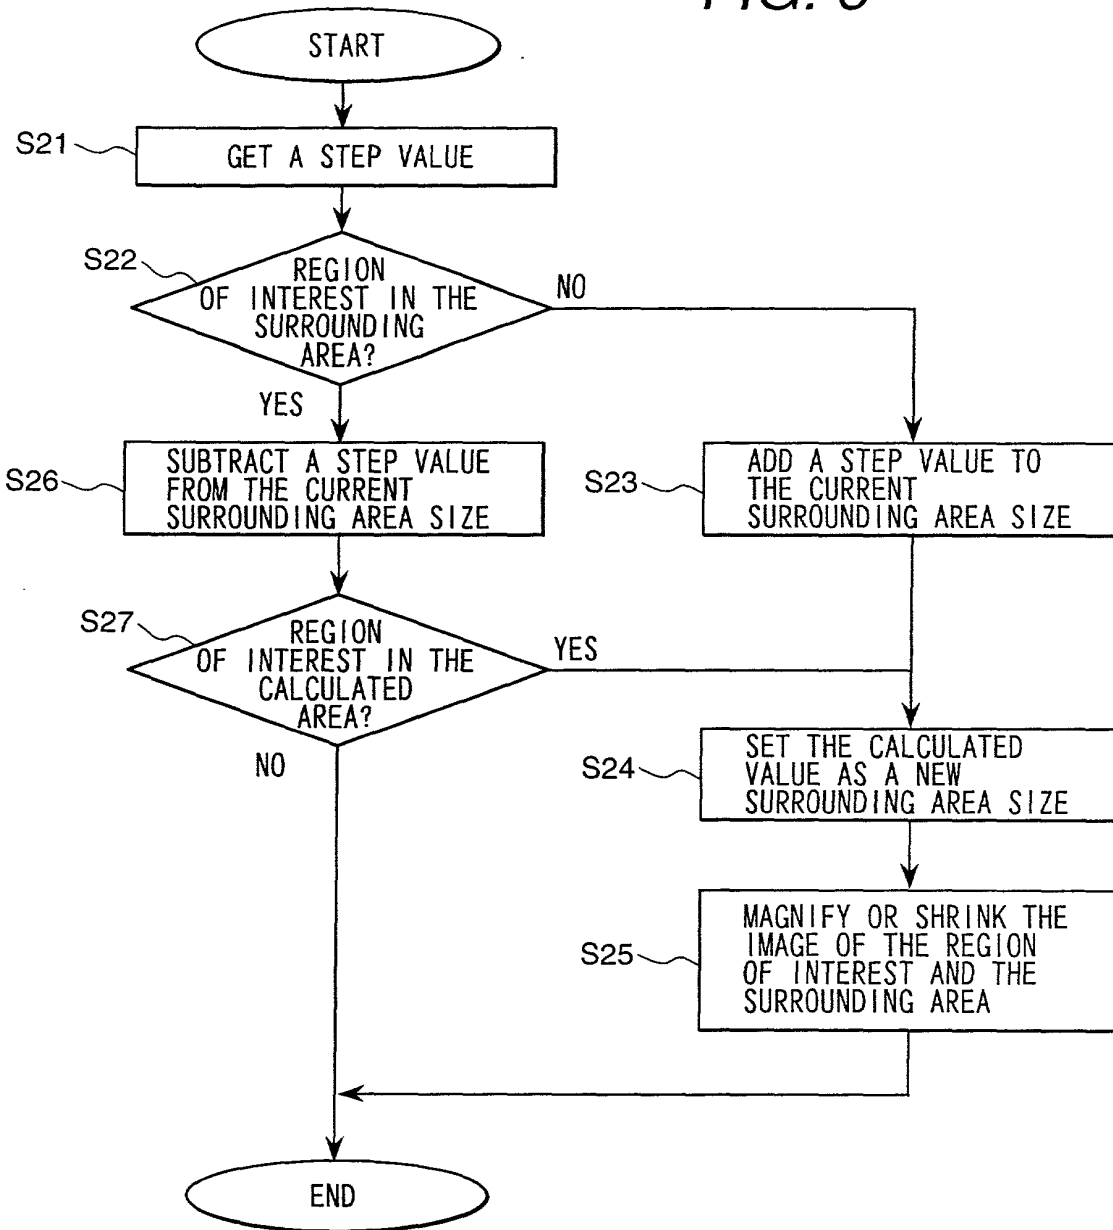 START
S21
GET A STEP VALUE
S22
REGION
OF INTEREST IN THE
SURROUNDING
AREA?
NO
YES
S26
SUBTRACT A STEP VALUE
FROM THE CURRENT
SURROUNDING AREA SIZE
S23
ADD A STEP VALUE TO
THE CURRENT
SURROUNDING AREA SIZE
S27
REGION
OF INTEREST IN THE
CALCULATED
AREA?
YES
NO
S24
SET THE CALCULATED
VALUE AS A NEW
SURROUNDING AREA SIZE
S25
MAGNIFY OR SHRINK THE
IMAGE OF THE REGION
OF INTEREST AND THE
SURROUNDING AREA
END